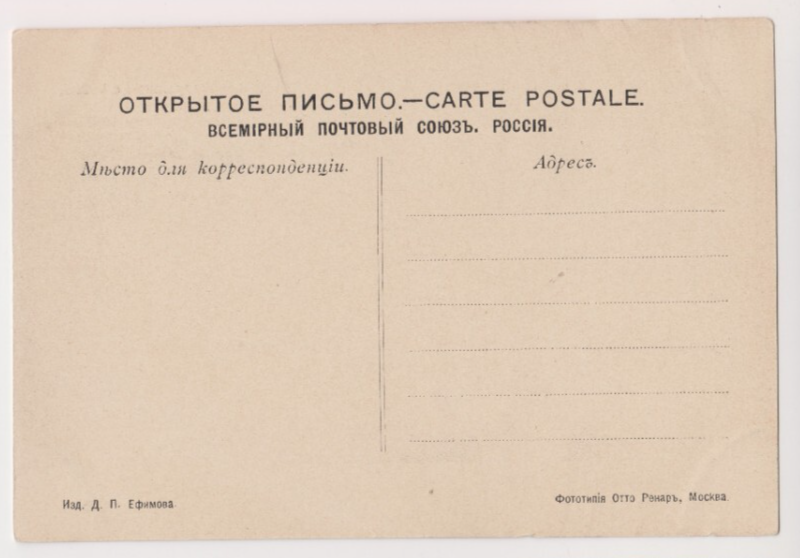 ОТКРЫТОЕ ПИСЬМО.—CARTE POSTALE.
ВСЕМІРНЫЙ ПОЧТОВЫЙ СОЮЗЪ. РОССІЯ.
Мѣсто для корреспонденціи.
Адресъ.
Изд. Д. П. Ефимова.
Фототипія Отто Ренаръ, Москва.